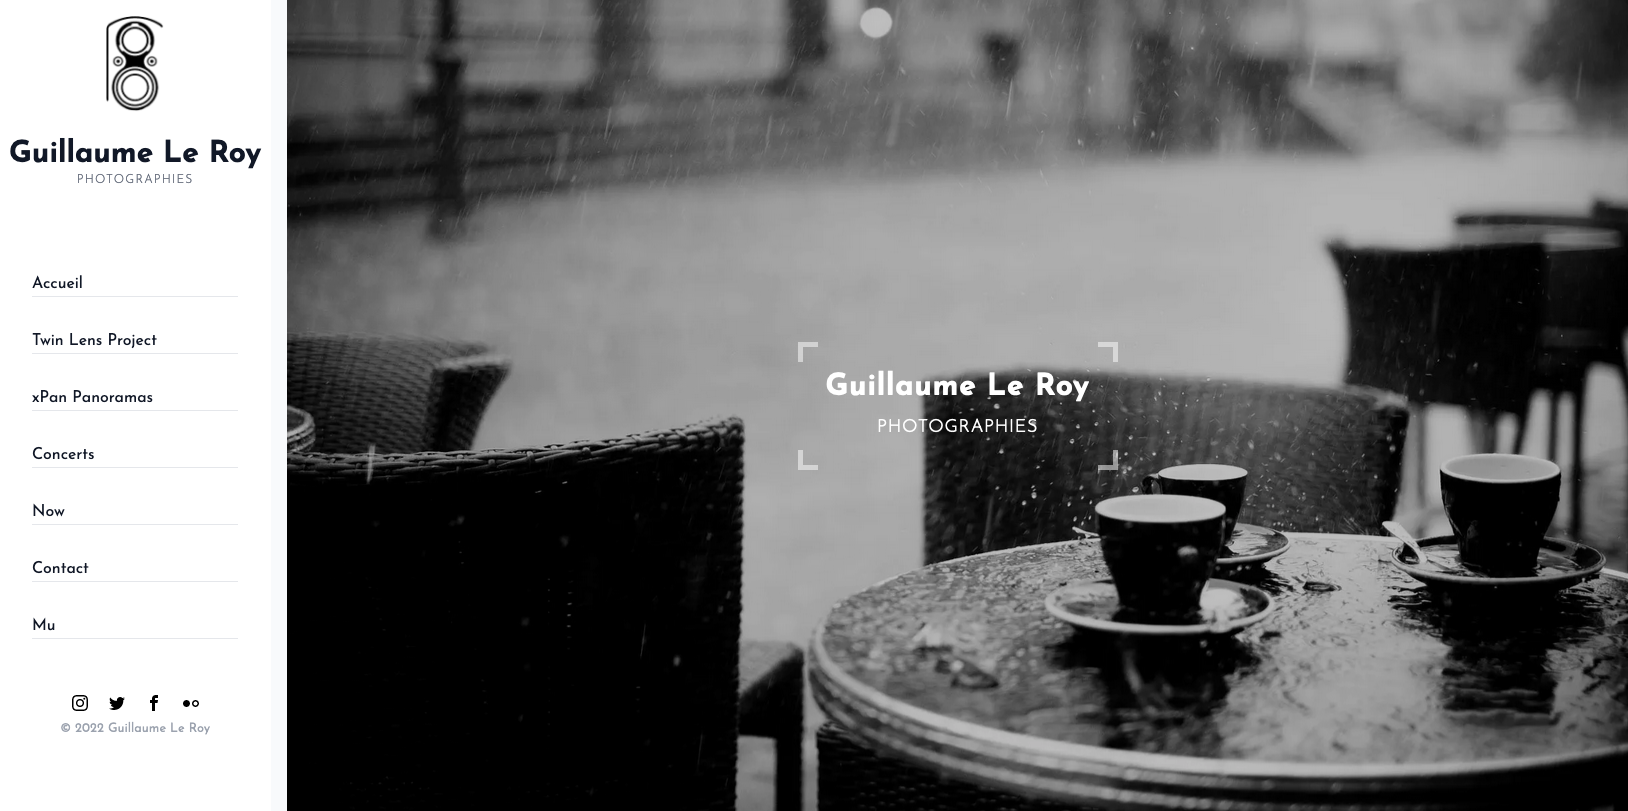 Guillaume Le Roy
PHOTOGRAPHIES
Accueil
Twin Lens Project
xPan Panoramas
Concerts
Now
Contact
Mu
© 2022 Guillaume Le Roy
Guillaume Le Roy
PHOTOGRAPHIES